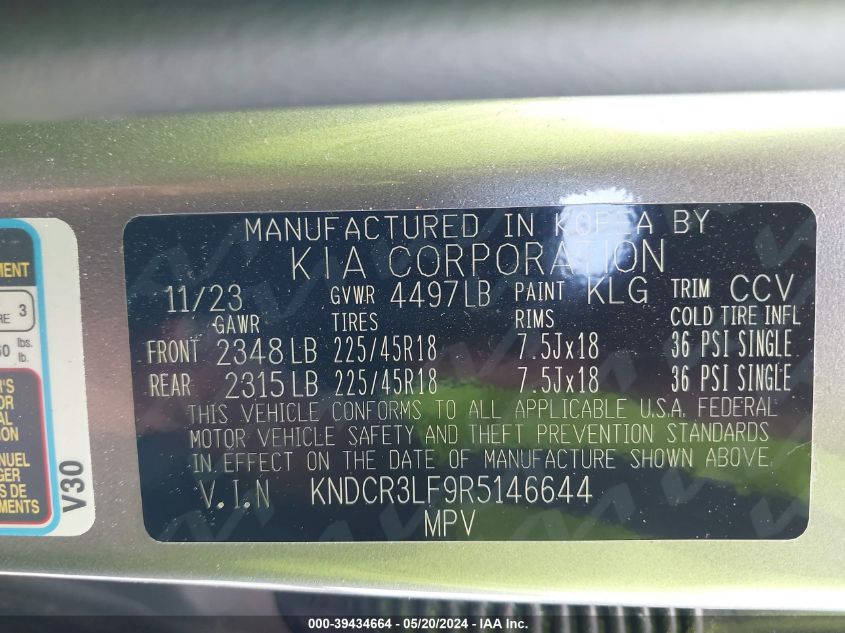 MANUFACTURED IN KOREA BY
KIA CORPORATION
11/23 GVWR 4497LB PAINT KLG TRIM CCV
GAWR TIRES RIMS COLD TIRE INFL
FRONT 2348LB 225/45R18 7.5Jx18 36 PSI SINGLE
REAR 2315LB 225/45R18 7.5Jx18 36 PSI SINGLE
THIS VEHICLE CONFORMS TO ALL APPLICABLE U.S.A. FEDERAL
MOTOR VEHICLE SAFETY AND THEFT PREVENTION STANDARDS
IN EFFECT ON THE DATE OF MANUFACTURE SHOWN ABOVE.
V.I.N KNDCR3LF9R5146644
MPV
3
lbs.
lb.
V30
000-39434664 - 05/20/2024 - IAA Inc.